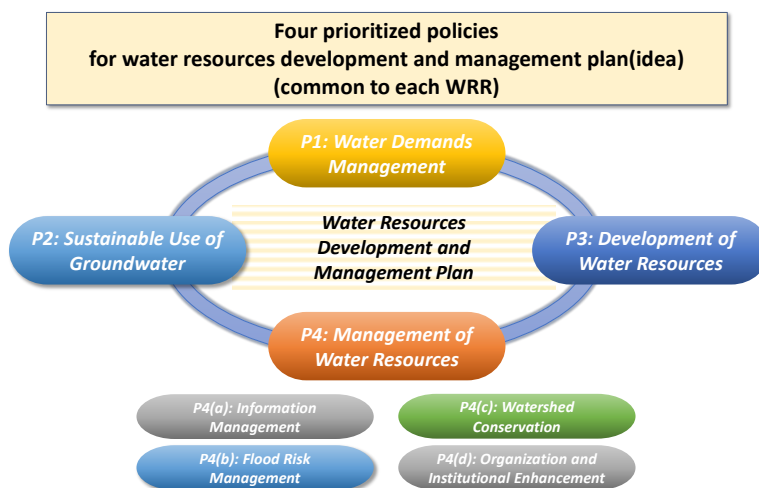 Four prioritized policies
for water resources development and management plan(idea)
(common to each WRR)
P1: Water Demands
Management
P2: Sustainable Use of
Groundwater
Water Resources
Development and
Management Plan
P3: Development of
Water Resources
P4: Management of
Water Resources
P4(a): Information
Management
P4(c): Watershed
Conservation
P4(b): Flood Risk
Management
P4(d): Organization and
Institutional Enhancement